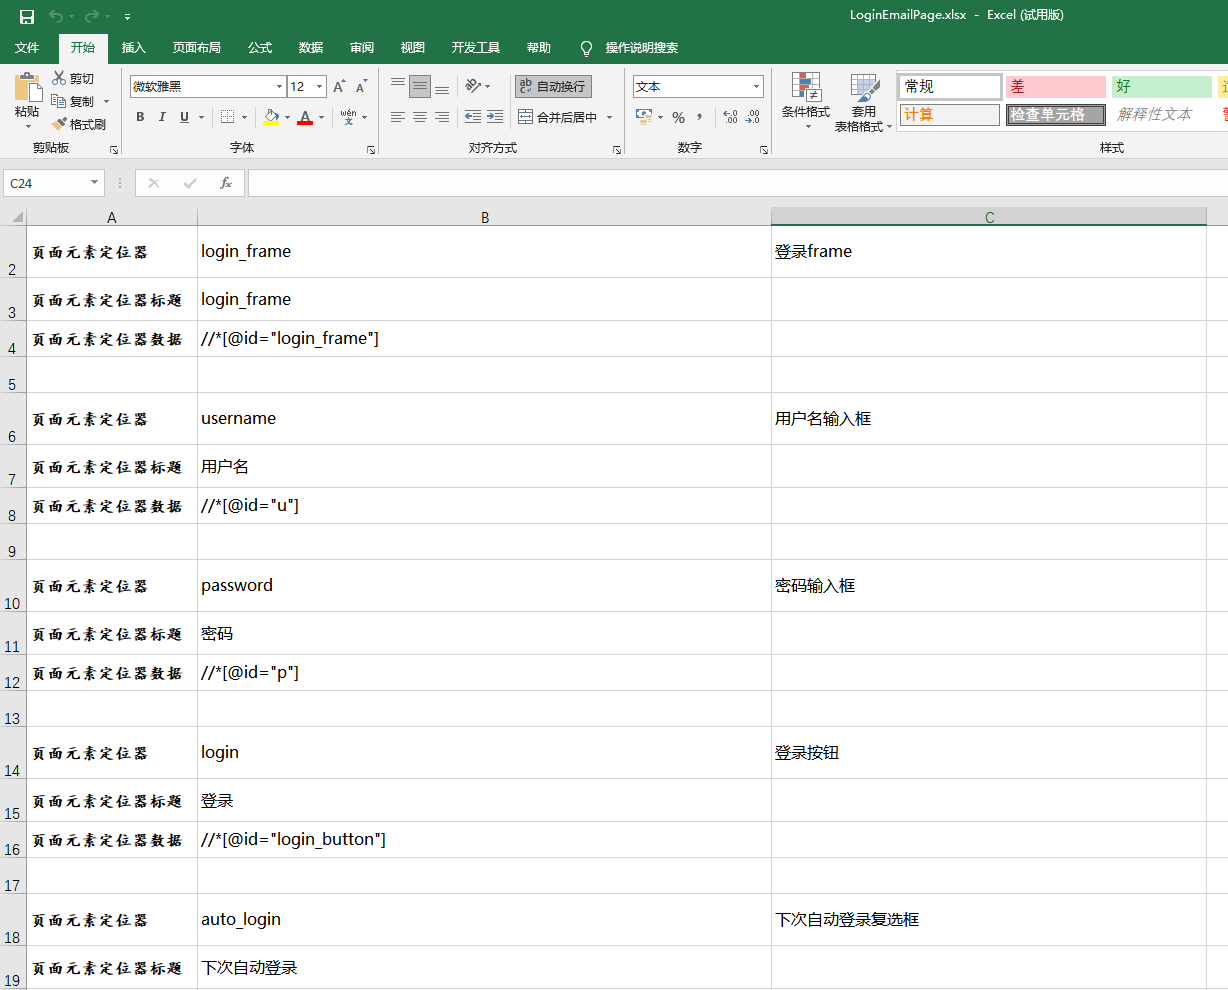 LoginEmailPage.xlsx - Excel (试用版)
文件 开始 插入 页面布局 公式 数据 审阅 视图 开发工具 帮助 操作说明搜索
粘贴
剪切
复制
格式刷
剪贴板
微软雅黑 12 A A
B I U A wén 文
字体
自动换行
合并后居中
对齐方式
文本
% ,
数字
条件格式
套用
表格格式
常规 差 好
计算 检查单元格 解释性文本
样式
C24 fx
A B C
2 页面元素定位器 login_frame 登录frame
3 页面元素定位器标题 login_frame
4 页面元素定位器数据 //*[@id="login_frame"]
5
6 页面元素定位器 username 用户名输入框
7 页面元素定位器标题 用户名
8 页面元素定位器数据 //*[@id="u"]
9
10 页面元素定位器 password 密码输入框
11 页面元素定位器标题 密码
12 页面元素定位器数据 //*[@id="p"]
13
14 页面元素定位器 login 登录按钮
15 页面元素定位器标题 登录
16 页面元素定位器数据 //*[@id="login_button"]
17
18 页面元素定位器 auto_login 下次自动登录复选框
19 页面元素定位器标题 下次自动登录